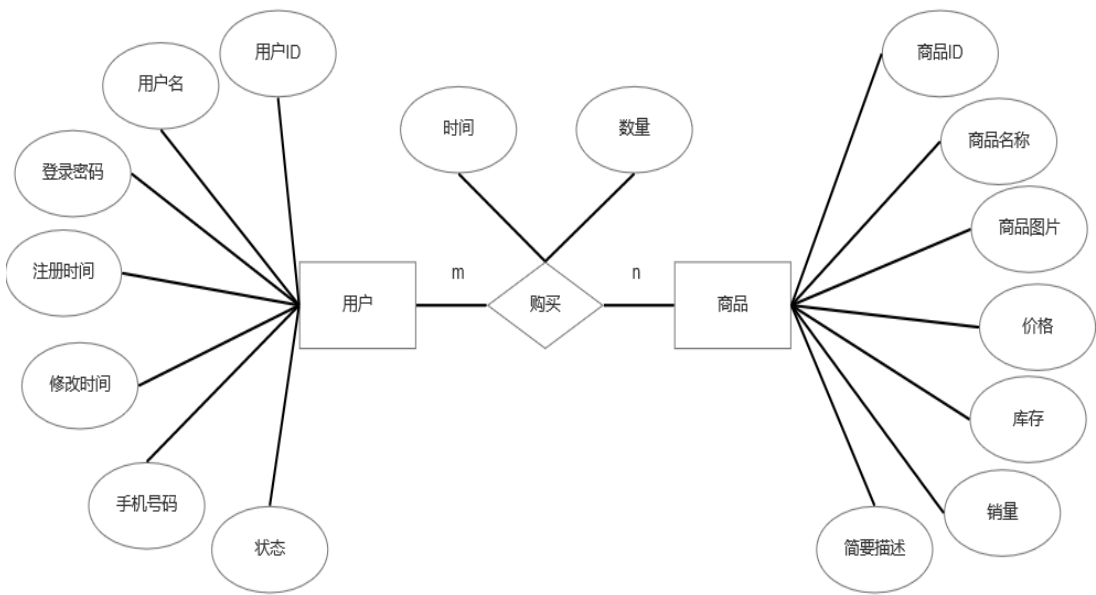 用户ID
商品ID
用户名
时间
数量
商品名称
登录密码
商品图片
注册时间
m
n
用户
购买
商品
价格
修改时间
库存
手机号码
销量
状态
简要描述